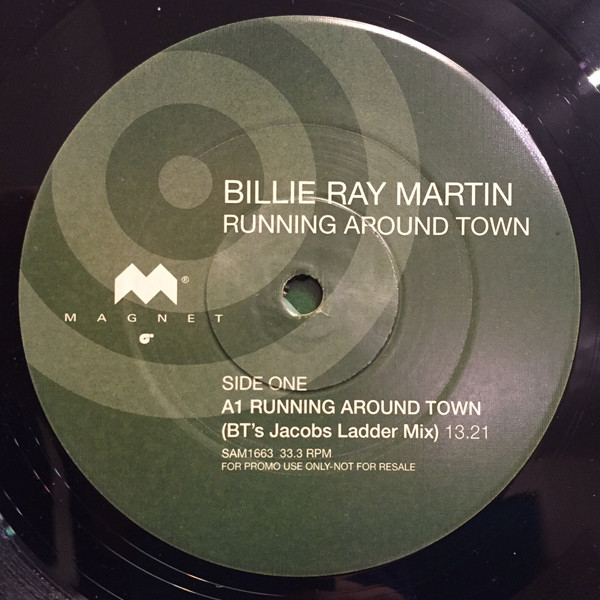 BILLIE RAY MARTIN
RUNNING AROUND TOWN
®
MAGNET
SIDE ONE
A1 RUNNING AROUND TOWN
(BT's Jacobs Ladder Mix) 13.21
SAM1663 33.3 RPM
FOR PROMO USE ONLY-NOT FOR RESALE